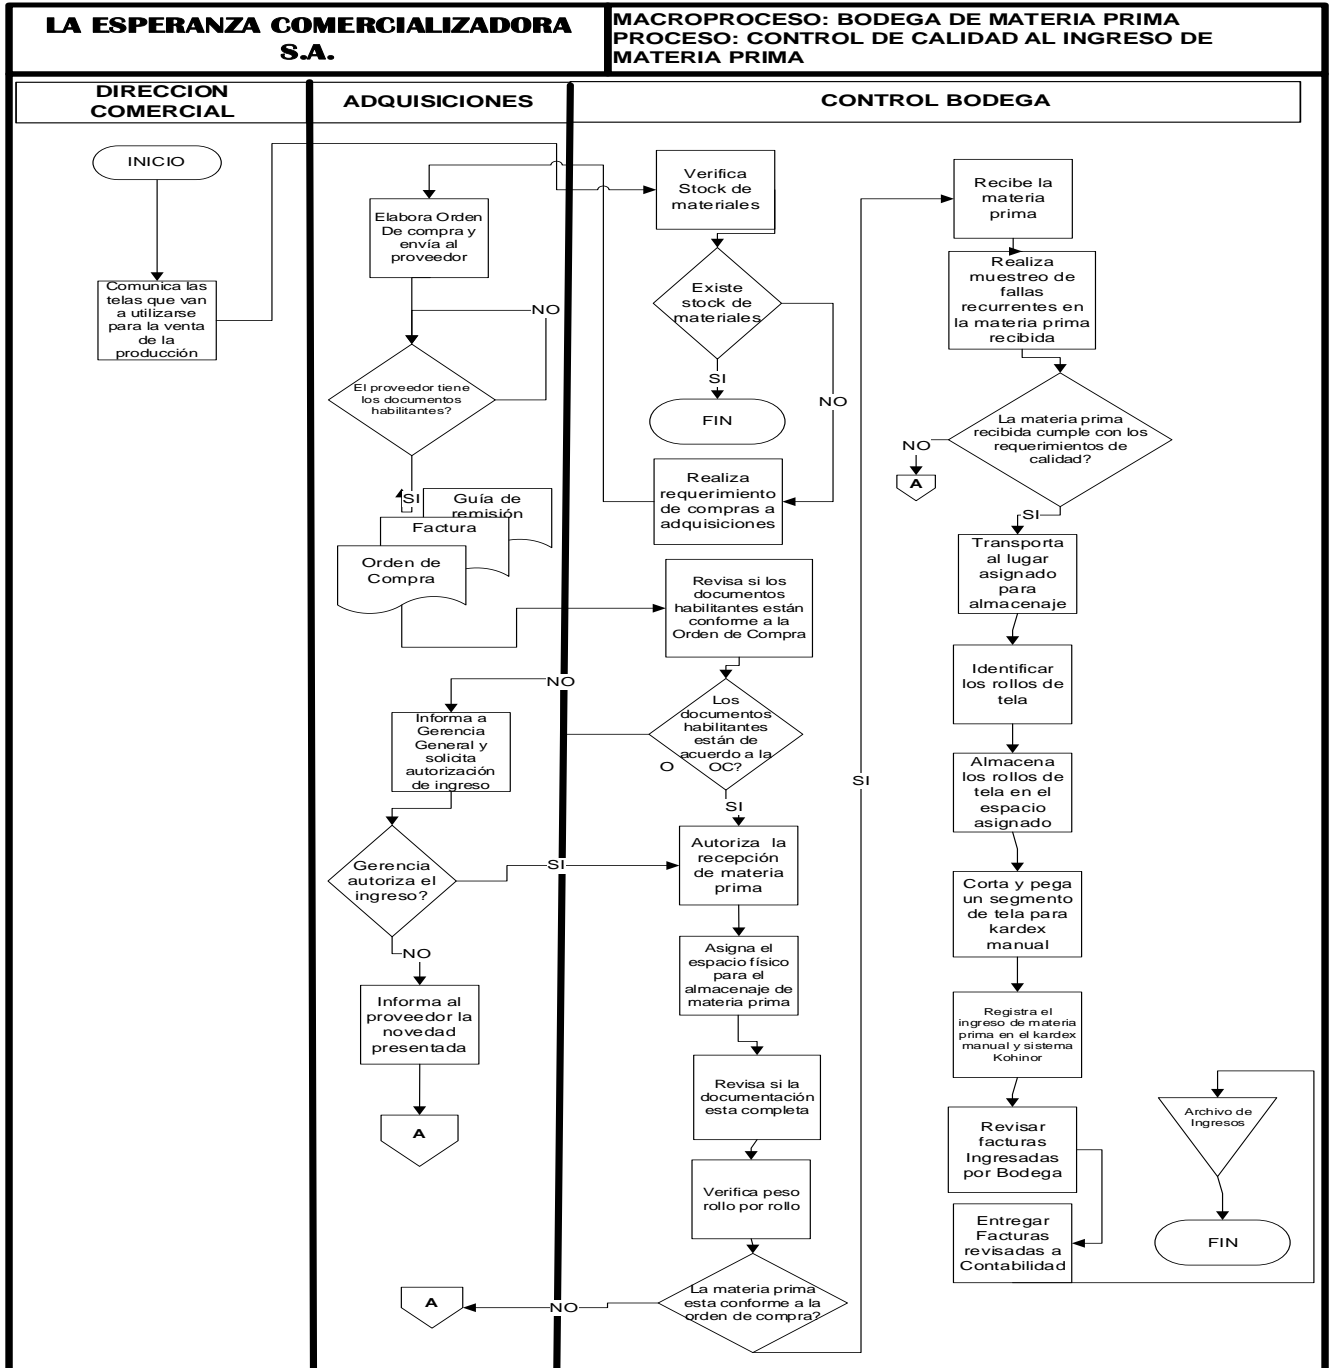 LA ESPERANZA COMERCIALIZADORA
S.A.
MACROPROCESO: BODEGA DE MATERIA PRIMA
PROCESO: CONTROL DE CALIDAD AL INGRESO DE
MATERIA PRIMA
DIRECCION
COMERCIAL
ADQUISICIONES
CONTROL BODEGA
INICIO
Comunica las
telas que van
a utilizarse
para la venta
de la
producción
Elabora Orden
De compra y
envía al
proveedor
NO
El proveedor tiene
los documentos
habilitantes?
SI
Guía de
remisión
Factura
Orden de
Compra
NO
Informa a
Gerencia
General y
solicita
autorización
de ingreso
Gerencia
autoriza el
ingreso?
SI
NO
Informa al
proveedor la
novedad
presentada
A
A
NO
Verifica
Stock de
materiales
Existe
stock de
materiales
SI
NO
FIN
Realiza
requerimiento
de compras a
adquisiciones
Revisa si los
documentos
habilitantes están
conforme a la
Orden de Compra
Los
documentos
habilitantes
están de
acuerdo a la
OC?
O
SI
Autoriza la
recepción
de materia
prima
Asigna el
espacio físico
para el
almacenaje de
materia prima
Revisa si la
documentación
esta completa
Verifica peso
rollo por rollo
La materia prima
esta conforme a la
orden de compra?
SI
Recibe la
materia
prima
Realiza
muestreo de
fallas
recurrentes en
la materia prima
recibida
La materia prima
recibida cumple con los
requerimientos de
calidad?
NO
A
SI
Transporta
al lugar
asignado
para
almacenaje
Identificar
los rollos de
tela
Almacena
los rollos de
tela en el
espacio
asignado
Corta y pega
un segmento
de tela para
kardex
manual
Registra el
ingreso de materia
prima en el kardex
manual y sistema
Kohinor
Revisar
facturas
Ingresadas
por Bodega
Entregar
Facturas
revisadas a
Contabilidad
Archivo de
Ingresos
FIN